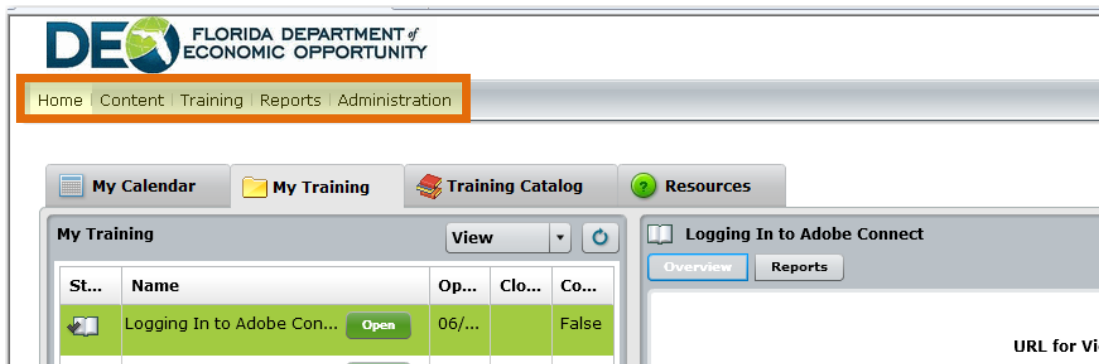 DEO FLORIDA DEPARTMENT of
ECONOMIC OPPORTUNITY
Home | Content | Training | Reports | Administration
My Calendar My Training Training Catalog ? Resources
My Training View Logging In to Adobe Connect
Overview Reports
St... Name Op... Clo... Co...
Logging In to Adobe Con... Open 06/... False
URL for Vi